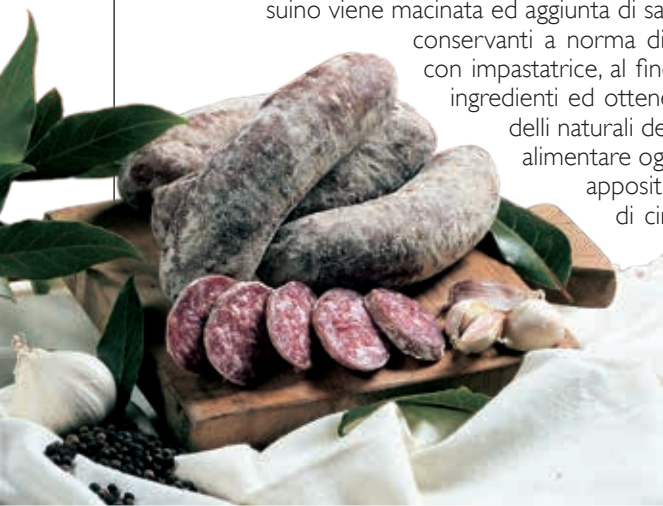 suino viene macinata ed aggiunta di sa
conservanti a norma di
con impastatrice, al fine
ingredienti ed ottene
delli naturali de
alimentare og
apposit
di cin